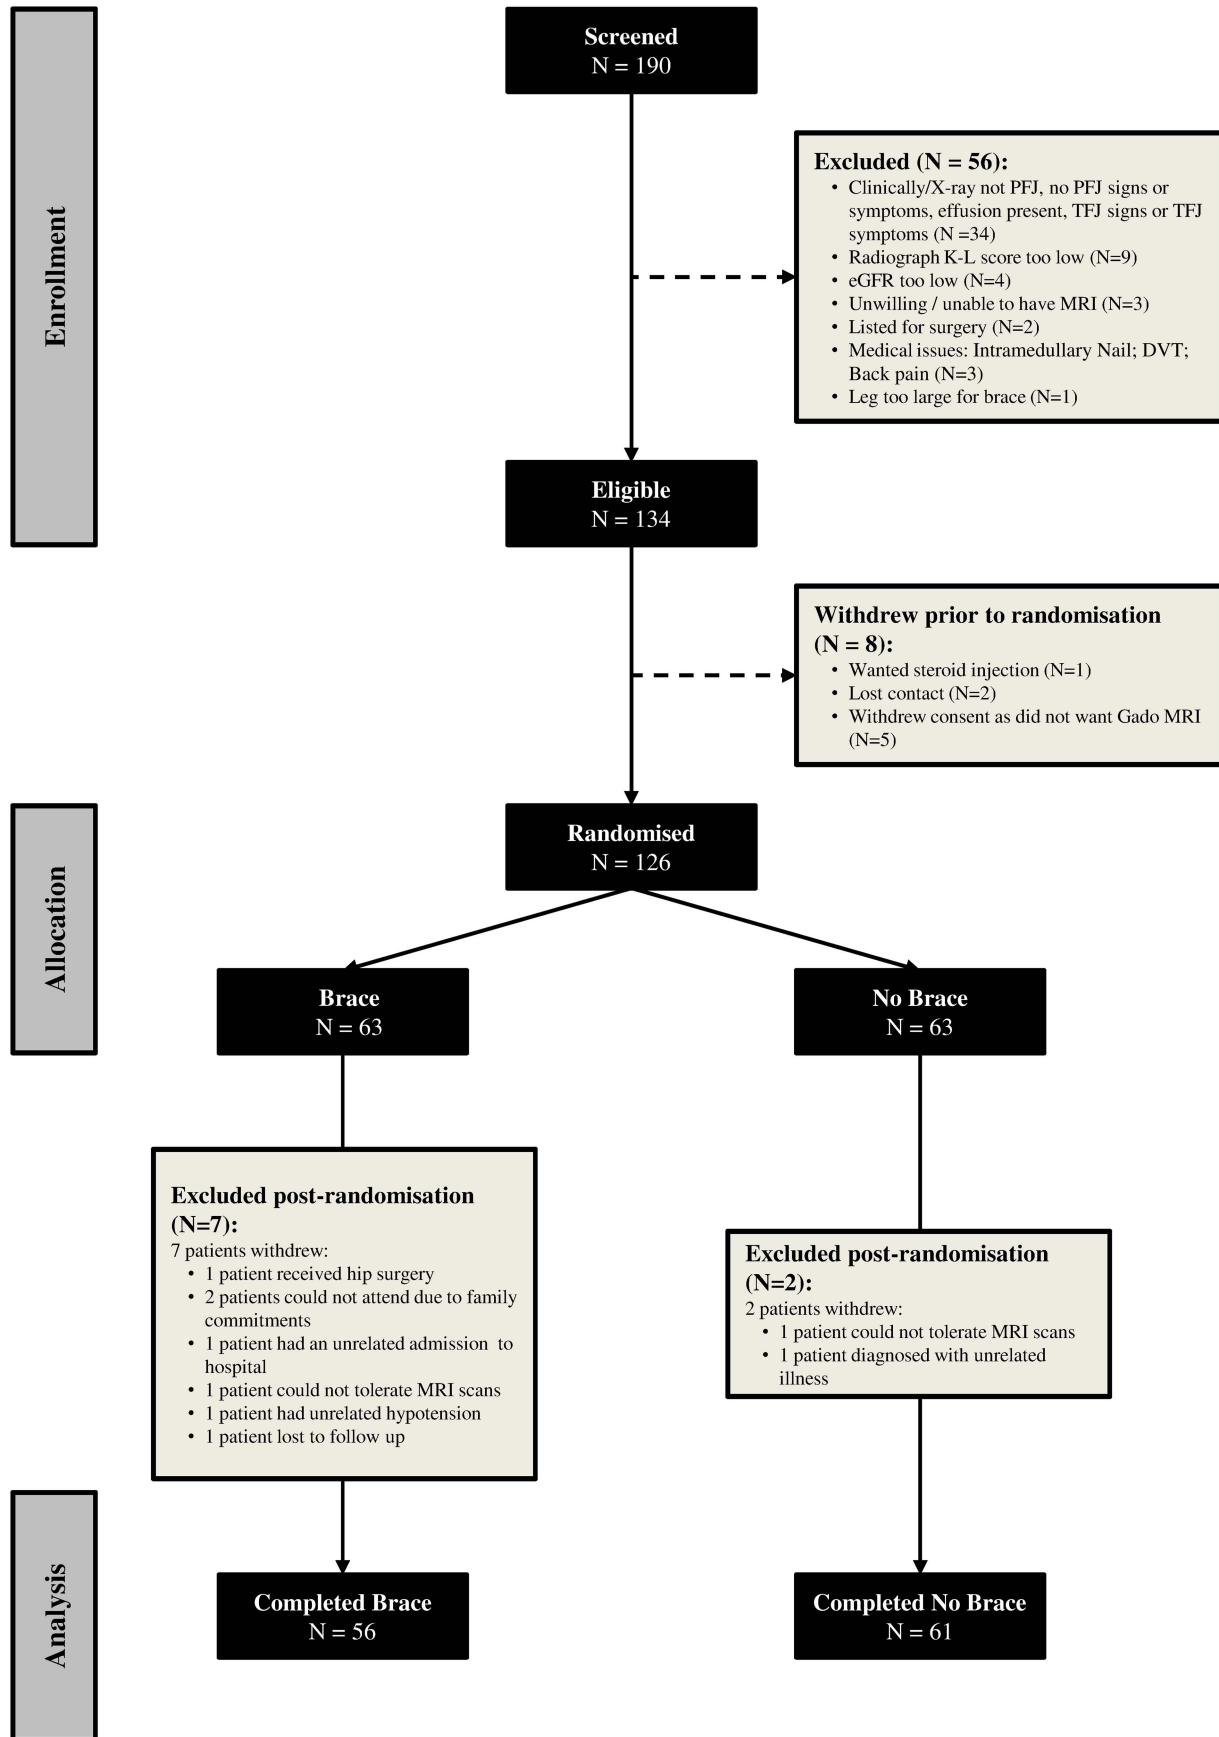 Enrollment
Screened
N = 190
Excluded (N = 56):
• Clinically/X-ray not PFJ, no PFJ signs or
symptoms, effusion present, TFJ signs or TFJ
symptoms (N =34)
• Radiograph K-L score too low (N=9)
• eGFR too low (N=4)
• Unwilling / unable to have MRI (N=3)
• Listed for surgery (N=2)
• Medical issues: Intramedullary Nail; DVT;
Back pain (N=3)
• Leg too large for brace (N=1)
Eligible
N = 134
Withdrew prior to randomisation
(N = 8):
• Wanted steroid injection (N=1)
• Lost contact (N=2)
• Withdrew consent as did not want Gado MRI
(N=5)
Allocation
Randomised
N = 126
Brace
N = 63
No Brace
N = 63
Excluded post-randomisation
(N=7):
7 patients withdrew:
• 1 patient received hip surgery
• 2 patients could not attend due to family
commitments
• 1 patient had an unrelated admission to
hospital
• 1 patient could not tolerate MRI scans
• 1 patient had unrelated hypotension
• 1 patient lost to follow up
Excluded post-randomisation
(N=2):
2 patients withdrew:
• 1 patient could not tolerate MRI scans
• 1 patient diagnosed with unrelated
illness
Analysis
Completed Brace
N = 56
Completed No Brace
N = 61